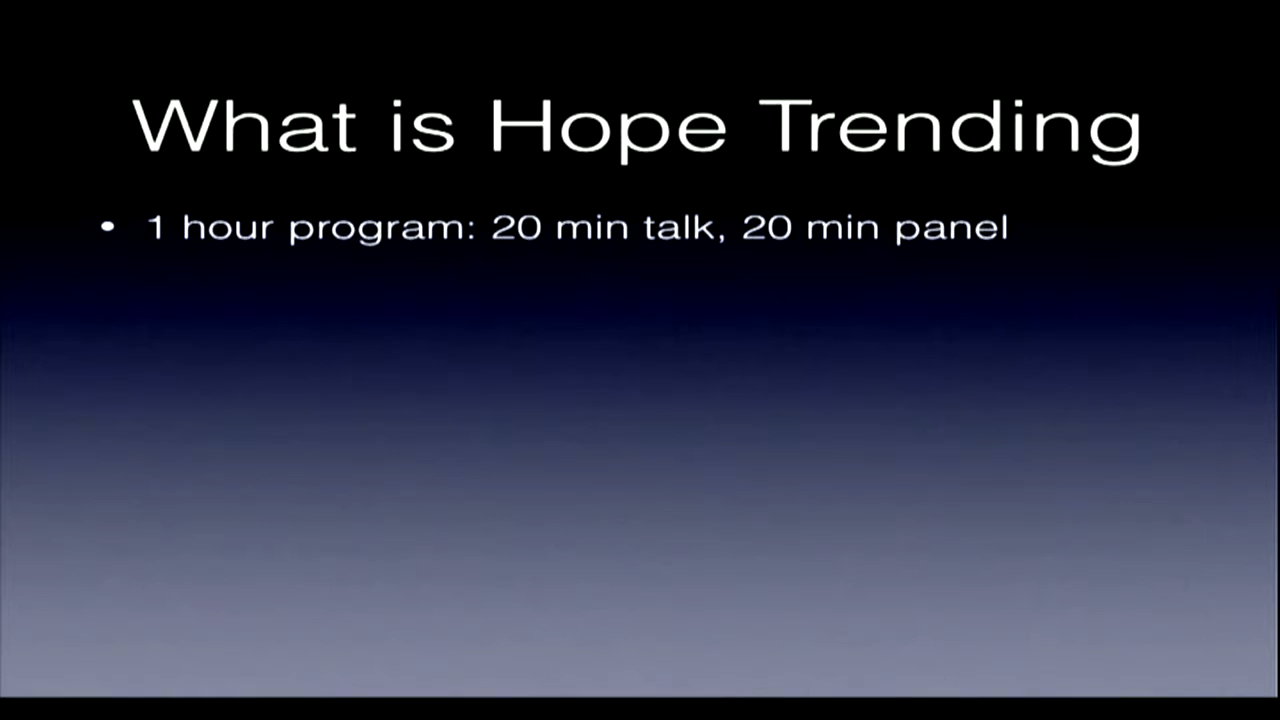 What is Hope Trending
• 1 hour program: 20 min talk, 20 min panel